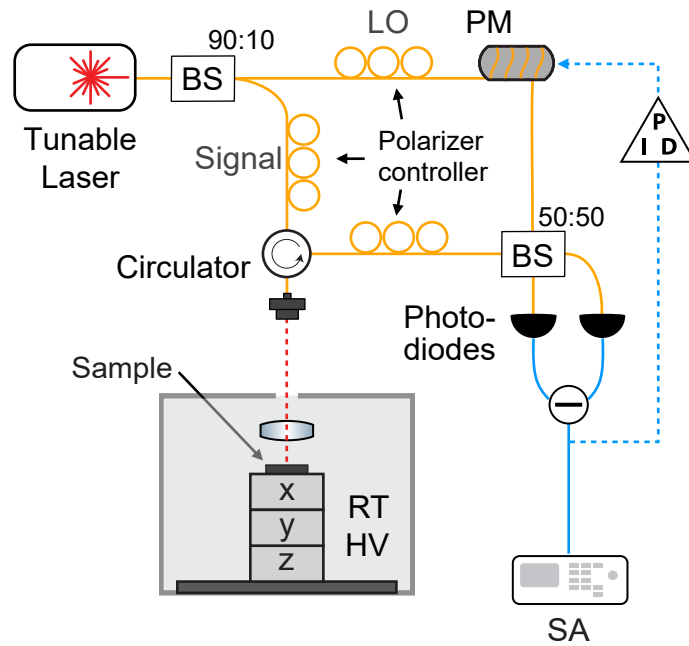 90:10
LO
PM
BS
Tunable
Laser
Signal
Polarizer
controller
P
I D
50:50
BS
Circulator
Photo-
diodes
Sample
x
y
z
RT
HV
SA